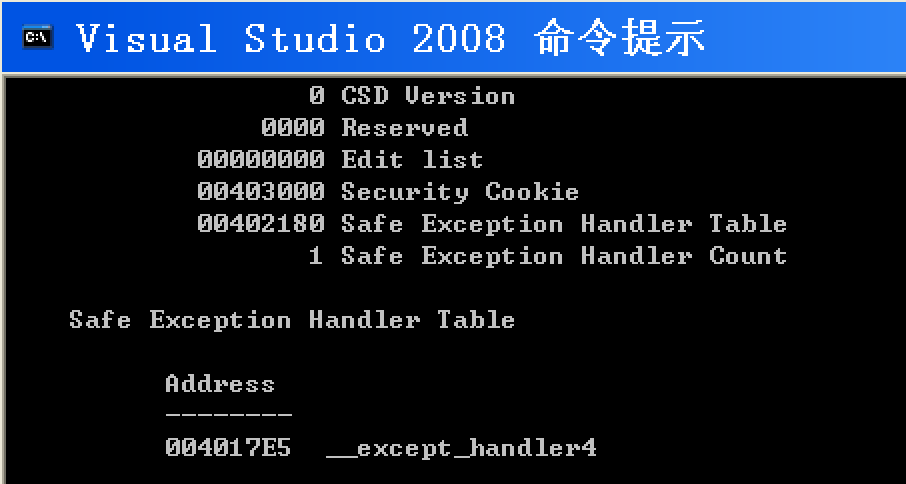 Visual Studio 2008 命令提示
0 CSD Version
0000 Reserved
00000000 Edit list
00403000 Security Cookie
00402180 Safe Exception Handler Table
1 Safe Exception Handler Count
Safe Exception Handler Table
Address
--------
004017E5 __except_handler4